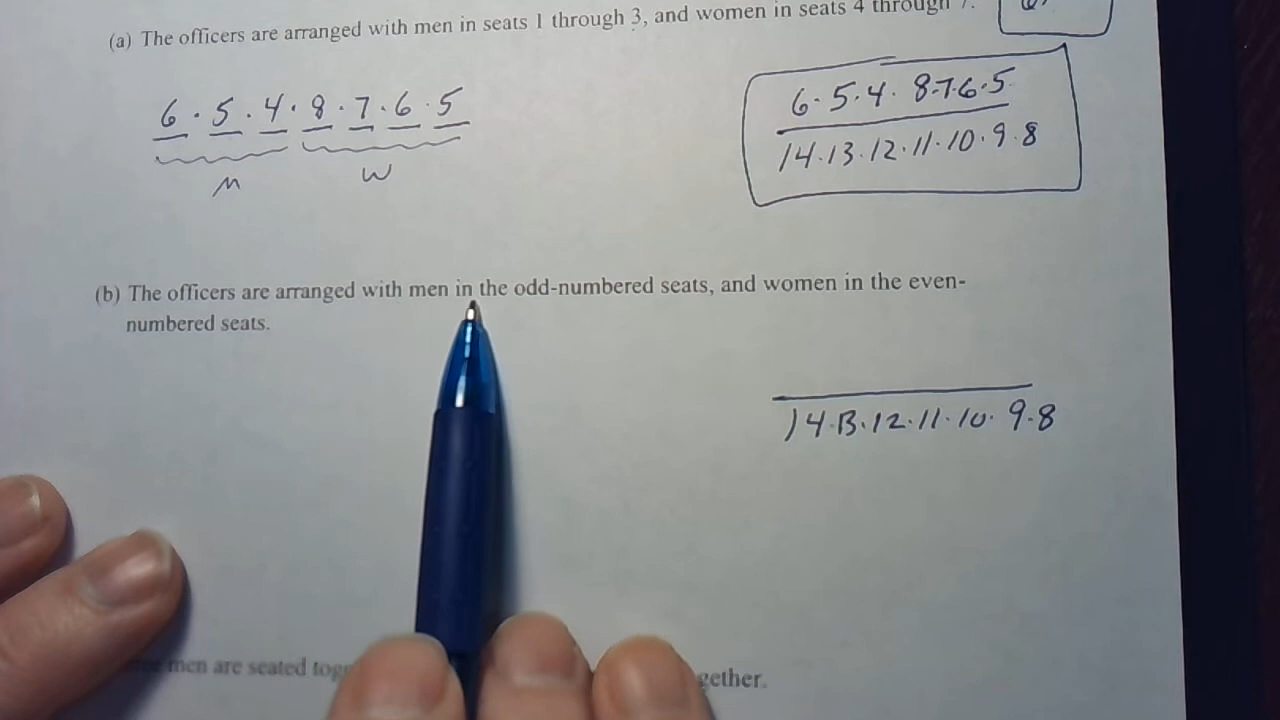 (a) The officers are arranged with men in seats 1 through 3, and women in seats 4 through 7.
6 · 5 · 4 · 8 · 7 · 6 · 5
M W
6 · 5 · 4 · 8 · 7 · 6 · 5
14 · 13 · 12 · 11 · 10 · 9 · 8
(b) The officers are arranged with men in the odd-numbered seats, and women in the even-
numbered seats.
14 · 13 · 12 · 11 · 10 · 9 · 8
men are seated